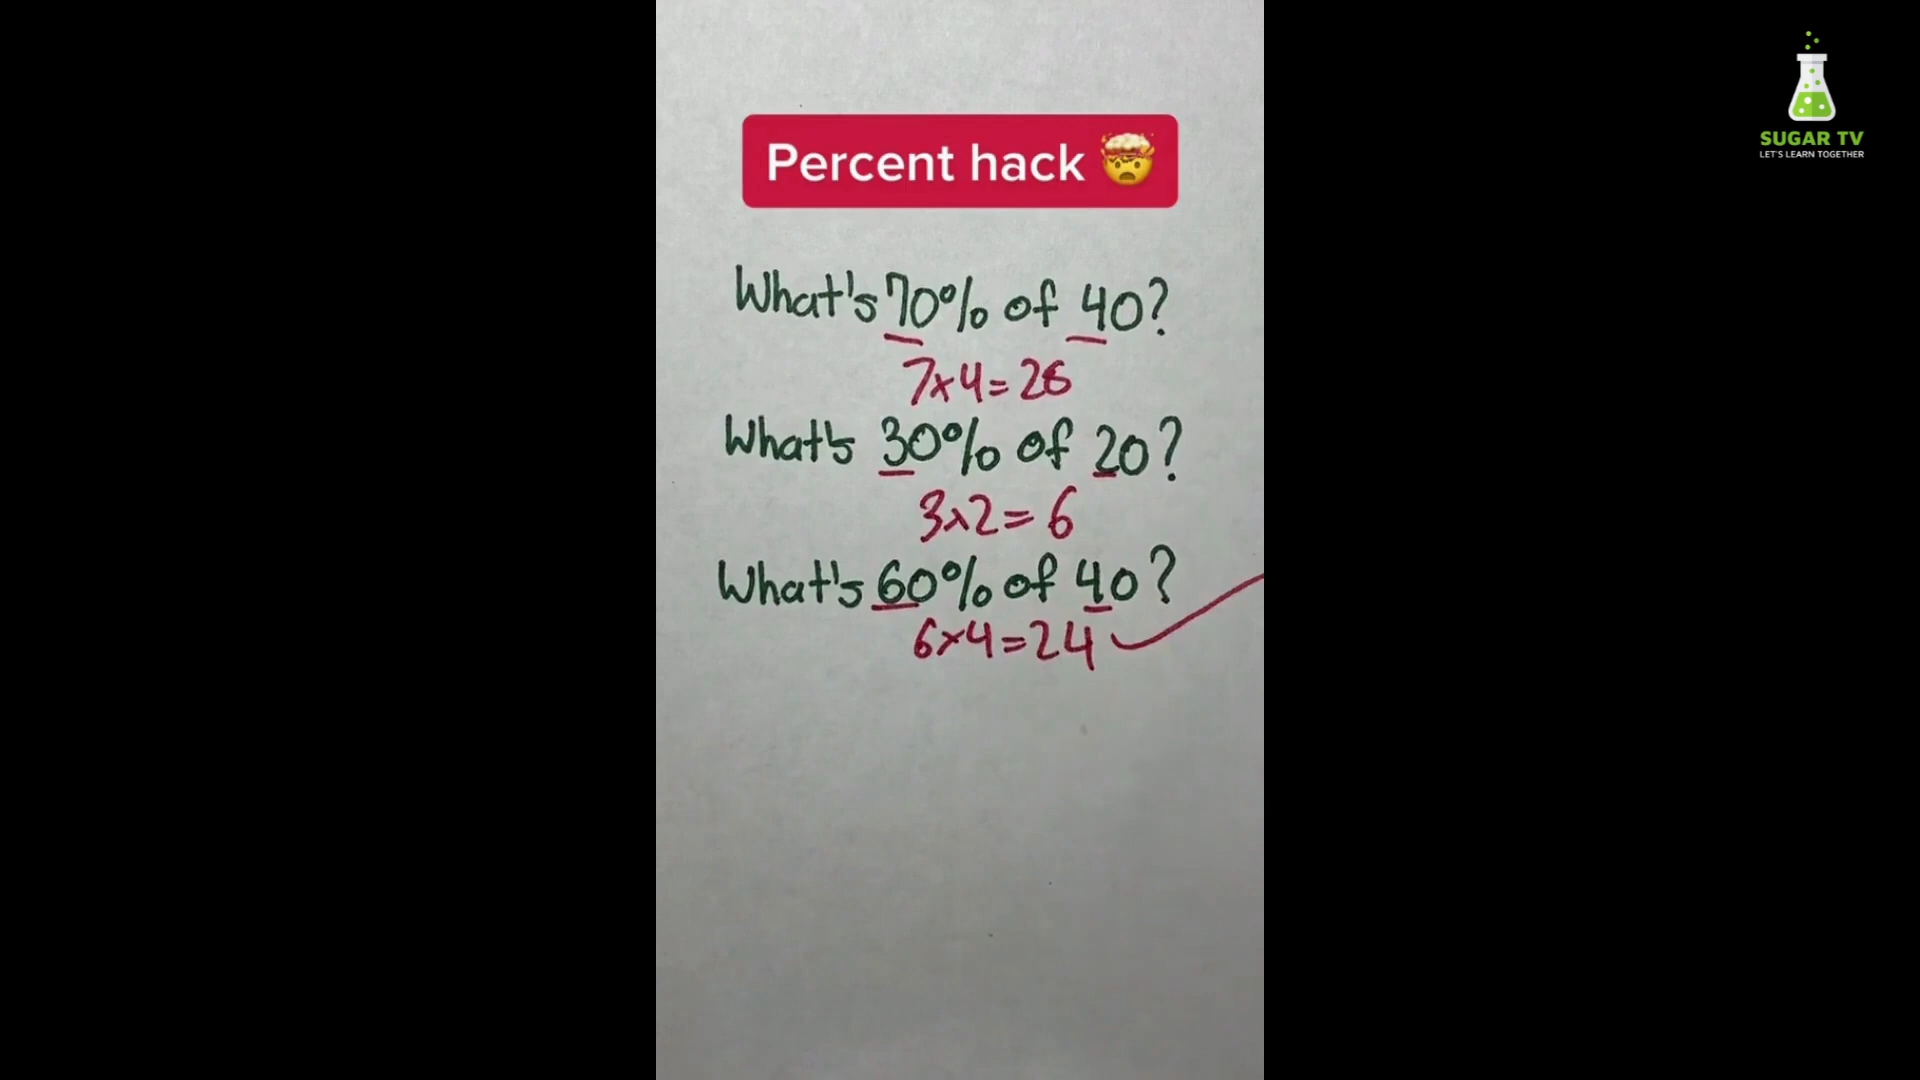 Percent hack 🤯
What's 70% of 40?
7x4=28
What's 30% of 20?
3x2=6
What's 60% of 40?
6x4=24
SUGAR TV
LET'S LEARN TOGETHER